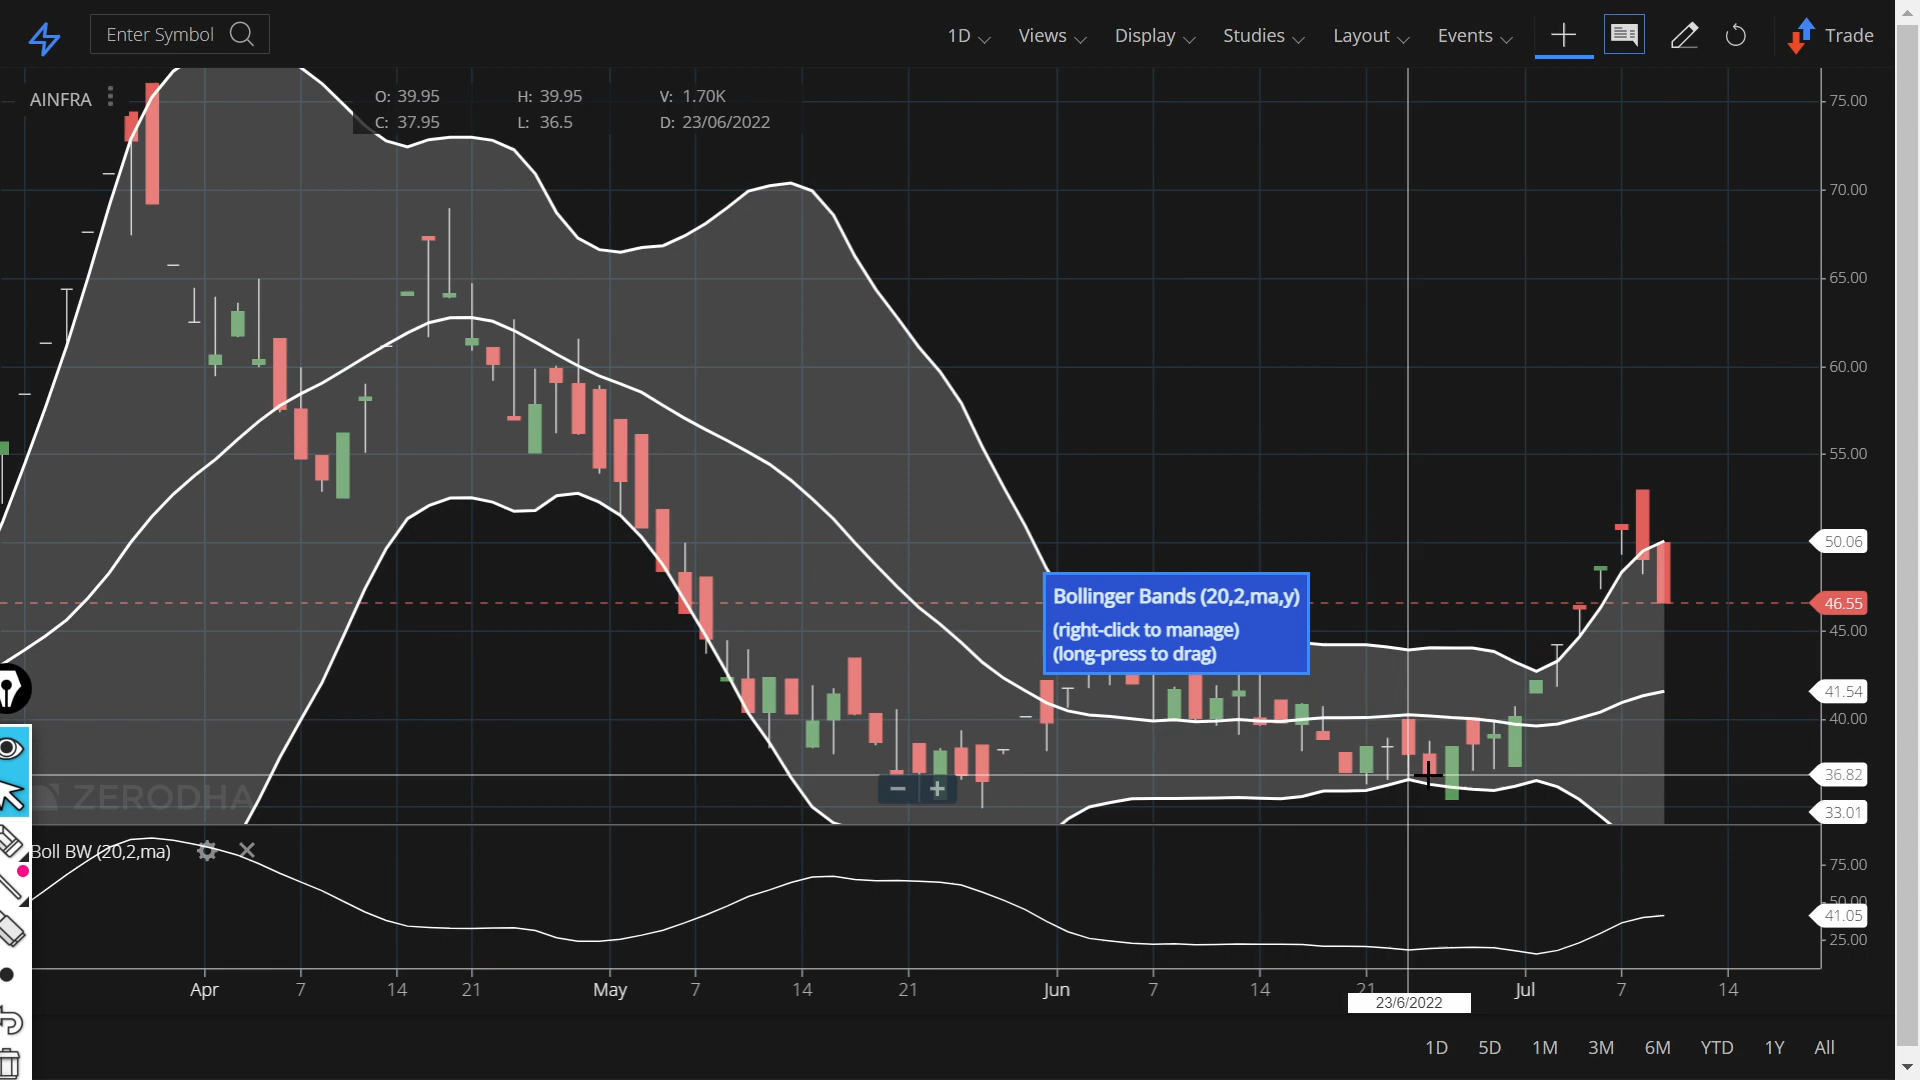 Enter Symbol
1D Views Display Studies Layout Events Trade
AINFRA
O: 39.95 H: 39.95 V: 1.70K
C: 37.95 L: 36.5 D: 23/06/2022
75.00
70.00
65.00
60.00
55.00
50.06
Bollinger Bands (20,2,ma,y)
(right-click to manage)
(long-press to drag)
46.55
45.00
41.54
40.00
36.82
ZERODHA
33.01
Boll BW (20,2,ma)
75.00
50.00
41.05
25.00
Apr 7 14 21 May 7 14 21 Jun 7 14 21 Jul 7 14
23/6/2022
1D 5D 1M 3M 6M YTD 1Y All